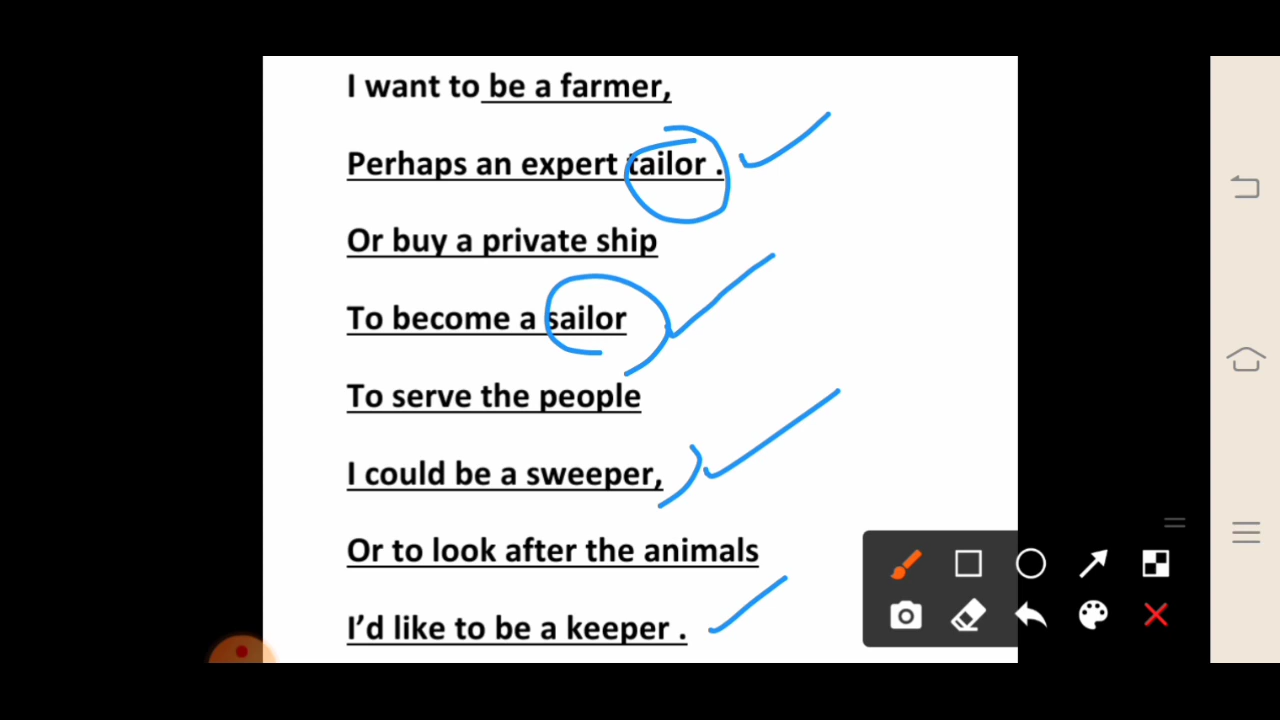 I want to be a farmer,
Perhaps an expert tailor .
Or buy a private ship
To become a sailor
To serve the people
I could be a sweeper,
Or to look after the animals
I’d like to be a keeper .